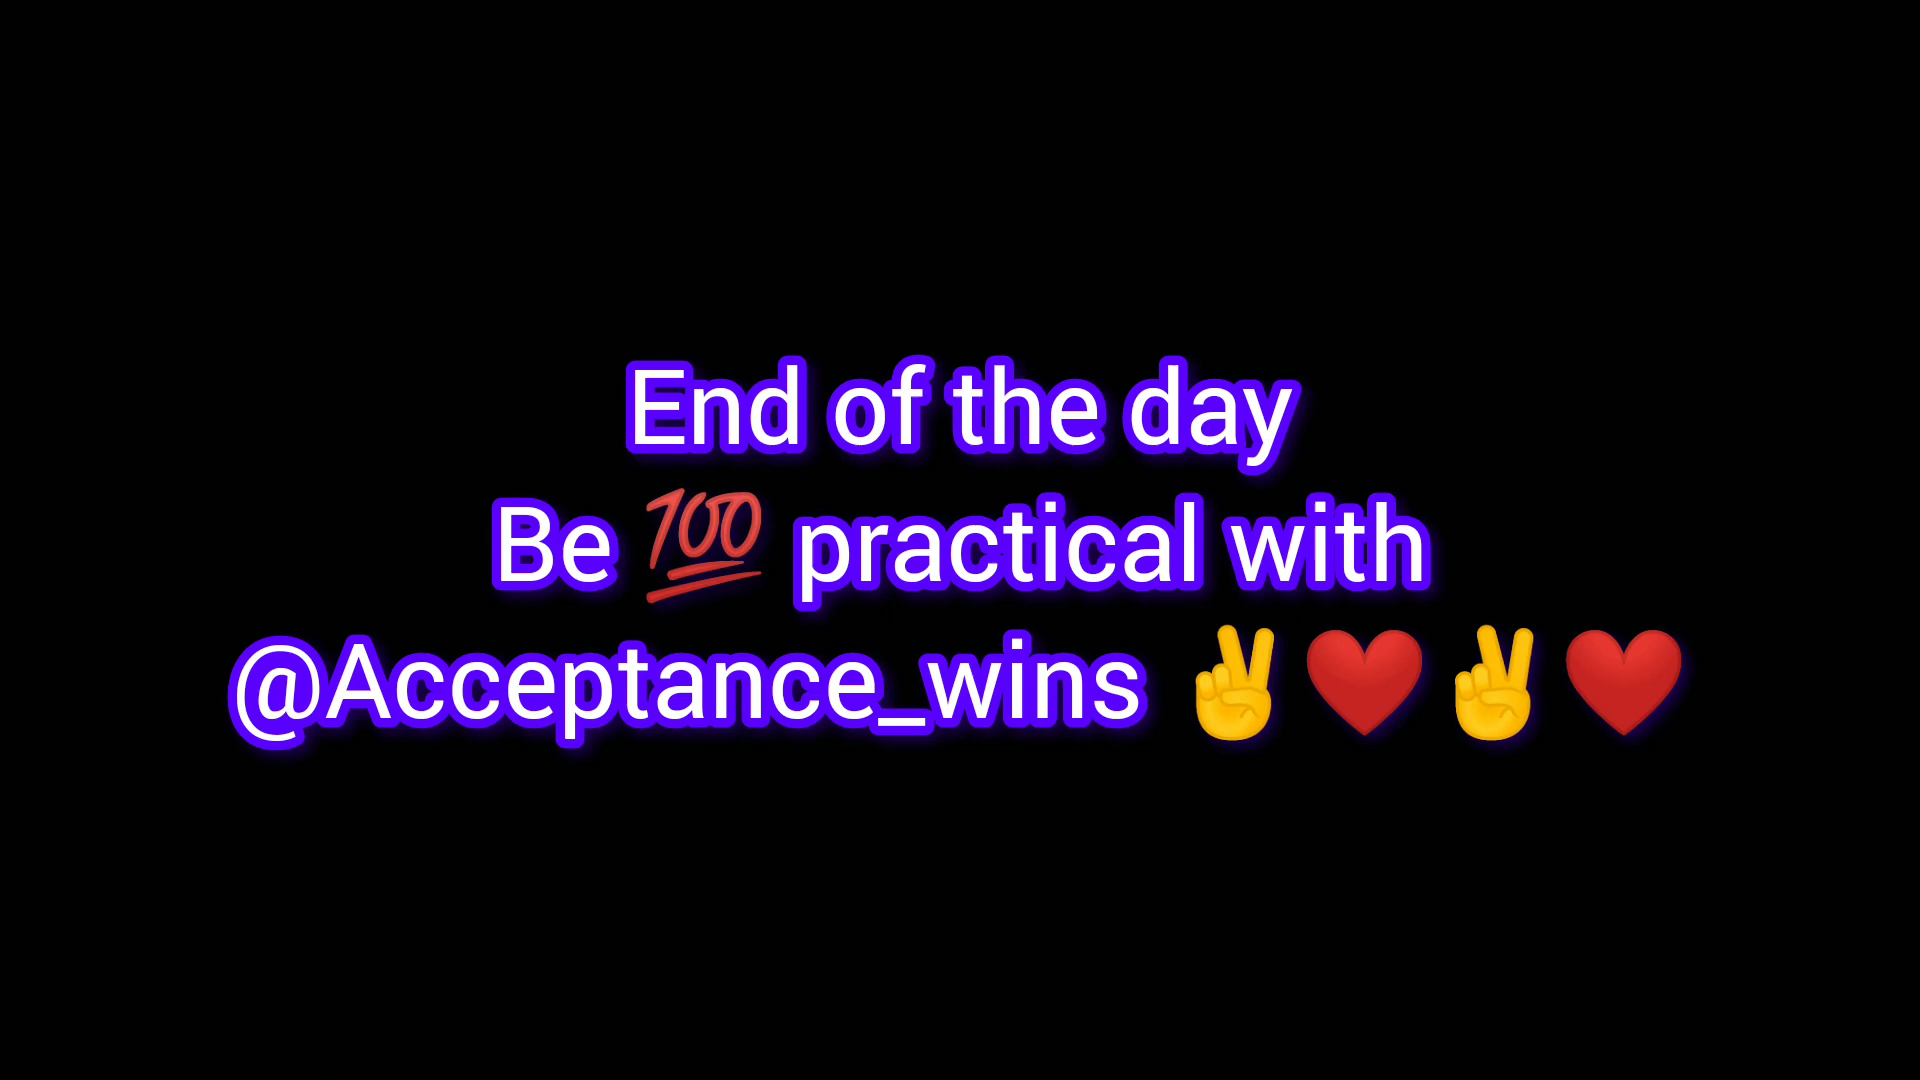 End of the day
Be 💯 practical with
@Acceptance_wins ✌️❤️✌️❤️